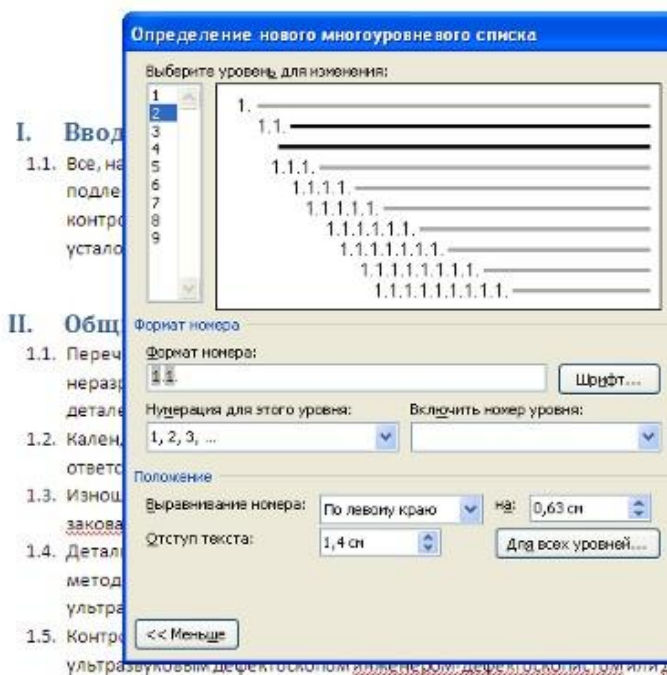 Определение нового многоуровневого списка
Выберите уровень для изменения:
1
2
3
4
5
6
7
8
9
1.
1.1.
1.1.1.
1.1.1.1.
1.1.1.1.1.
1.1.1.1.1.1.
1.1.1.1.1.1.1.
1.1.1.1.1.1.1.1.
1.1.1.1.1.1.1.1.1.
Формат номера
Формат номера:
1.1.
Шрифт...
Нумерация для этого уровня:
Включить номер уровня:
1, 2, 3, ...
Положение
Выравнивание номера:
По левому краю
на:
0,63 см
Отступ текста:
1,4 см
Для всех уровней...
<< Меньше
I. Ввод
1.1. Все, на
подле
контро
устало
II. Общ
1.1. Переч
неразр
детале
1.2. Кален
ответс
1.3. Изнош
закова
1.4. Детал
метод
ультра
1.5. Контро
ультразвуковым дефектоскопом инженером-дефектоскопистом или